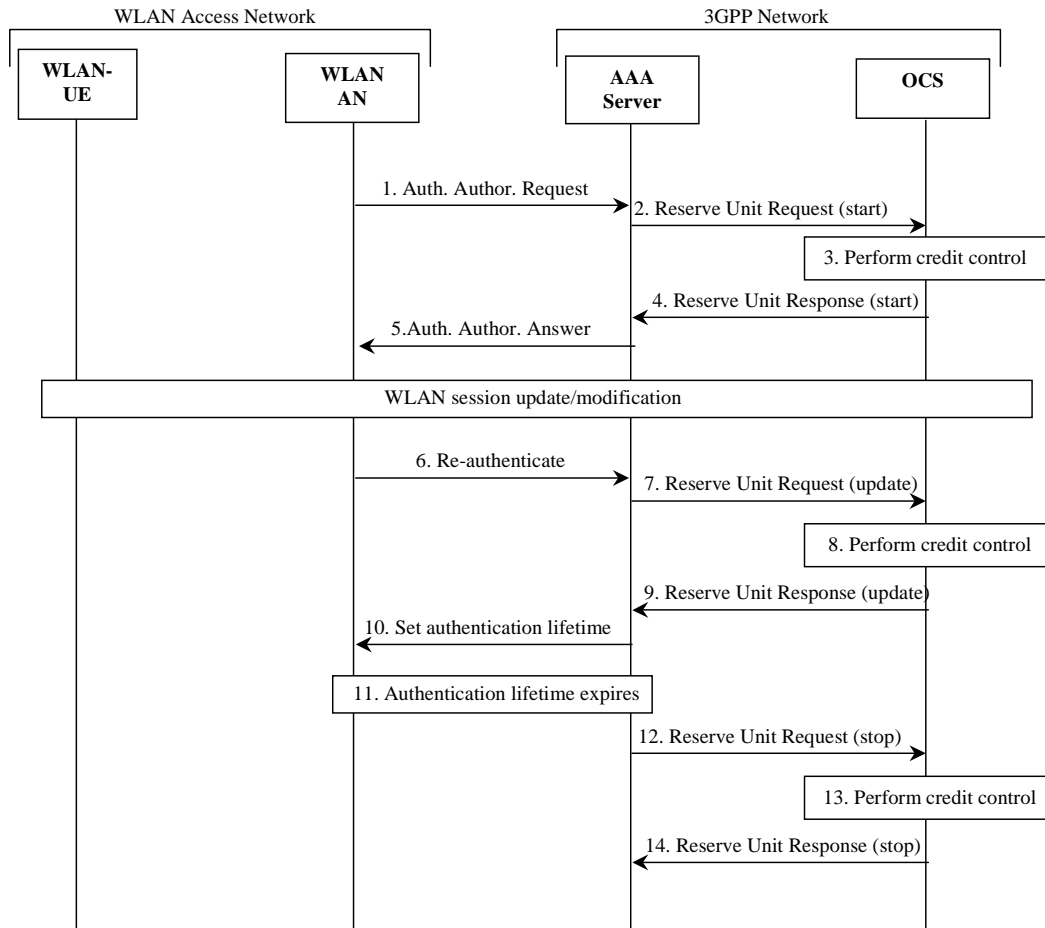 WLAN Access Network
3GPP Network
WLAN-
UE
WLAN
AN
AAA
Server
OCS
1. Auth. Author. Request
2. Reserve Unit Request (start)
3. Perform credit control
4. Reserve Unit Response (start)
5.Auth. Author. Answer
WLAN session update/modification
6. Re-authenticate
7. Reserve Unit Request (update)
8. Perform credit control
9. Reserve Unit Response (update)
10. Set authentication lifetime
11. Authentication lifetime expires
12. Reserve Unit Request (stop)
13. Perform credit control
14. Reserve Unit Response (stop)